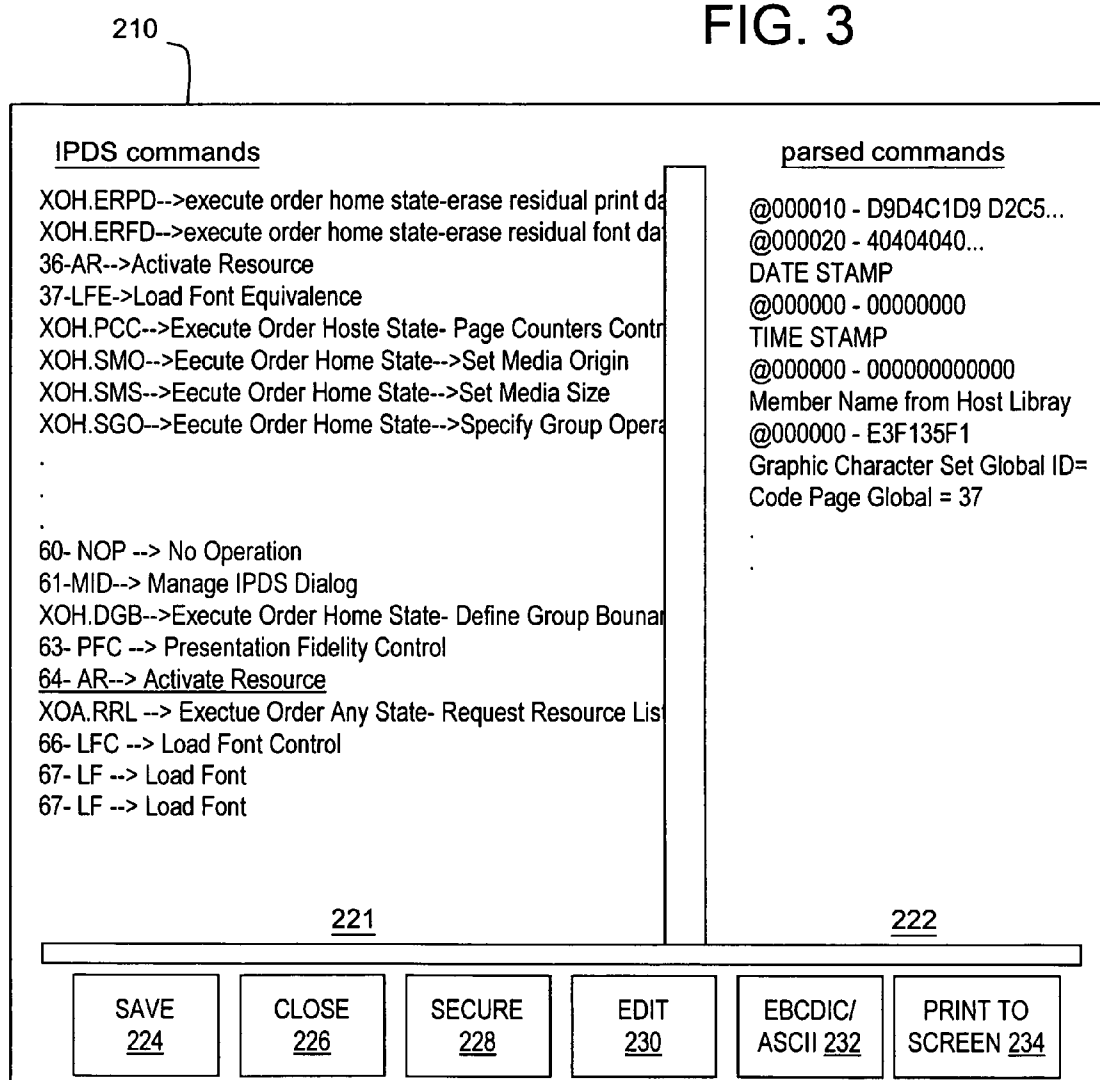 210
FIG. 3
IPDS commands
XOH.ERPD-->execute order home state-erase residual print da
XOH.ERFD-->execute order home state-erase residual font da
36-AR-->Activate Resource
37-LFE->Load Font Equivalence
XOH.PCC-->Execute Order Hoste State- Page Counters Contr
XOH.SMO-->Eecute Order Home State-->Set Media Origin
XOH.SMS-->Eecute Order Home State-->Set Media Size
XOH.SGO-->Eecute Order Home State-->Specify Group Opera
.
.
.
60- NOP --> No Operation
61-MID--> Manage IPDS Dialog
XOH.DGB-->Execute Order Home State- Define Group Bounar
63- PFC --> Presentation Fidelity Control
64- AR--> Activate Resource
XOA.RRL --> Exectue Order Any State- Request Resource List
66- LFC --> Load Font Control
67- LF --> Load Font
67- LF --> Load Font
221
parsed commands
@000010 - D9D4C1D9 D2C5...
@000020 - 40404040...
DATE STAMP
@000000 - 00000000
TIME STAMP
@000000 - 000000000000
Member Name from Host Libray
@000000 - E3F135F1
Graphic Character Set Global ID=
Code Page Global = 37
.
.
222
SAVE
224
CLOSE
226
SECURE
228
EDIT
230
EBCDIC/
ASCII 232
PRINT TO
SCREEN 234